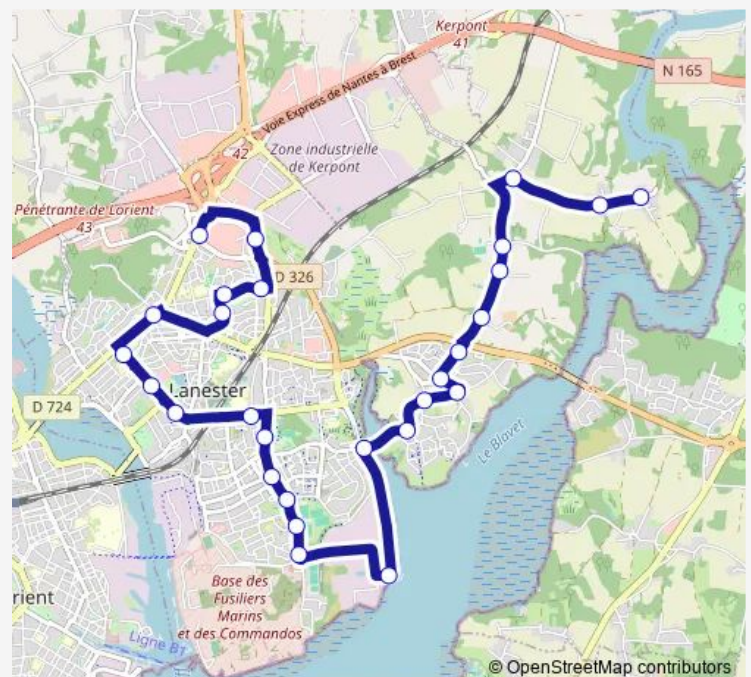 Kerpont
41
N 165
Voie Express de Nantes à Brest
42
Zone industrielle
de Kerpont
Pénétrante de Lorient
43
D 326
Lanester
D 724
Le Blavet
Base des
Fusiliers
Marins
et des Commandos
rient
Ligne B1
© OpenStreetMap contributors